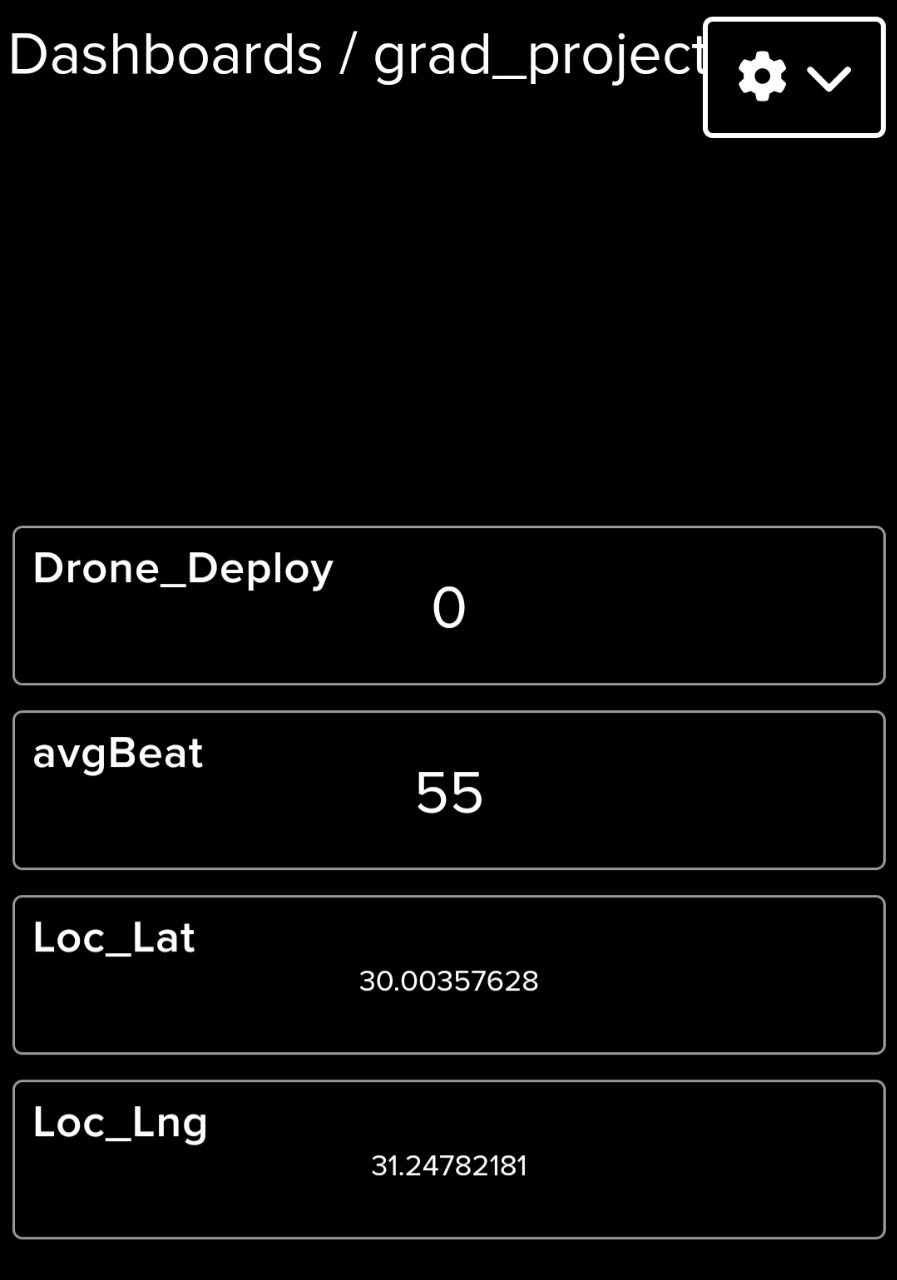 Dashboards / grad_project
Drone_Deploy
0
avgBeat
55
Loc_Lat
30.00357628
Loc_Lng
31.24782181